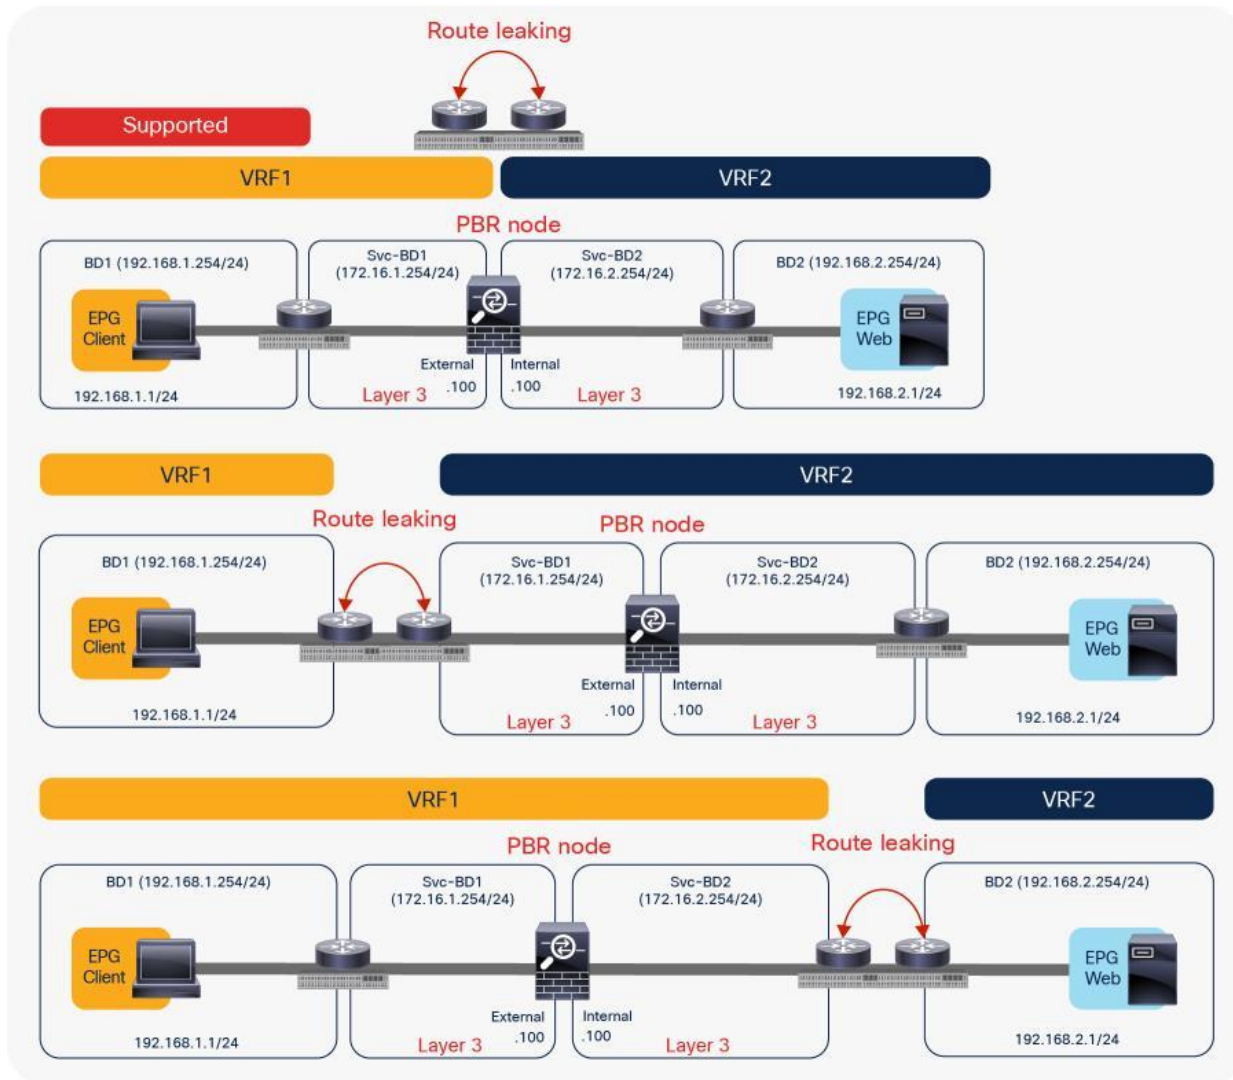 Route leaking
Supported
VRF1
VRF2
PBR node
BD1 (192.168.1.254/24)
Svc-BD1
(172.16.1.254/24)
Svc-BD2
(172.16.2.254/24)
BD2 (192.168.2.254/24)
EPG
Client
EPG
Web
External
.100
Internal
.100
192.168.1.1/24
Layer 3
Layer 3
192.168.2.1/24
VRF1
VRF2
Route leaking
PBR node
BD1 (192.168.1.254/24)
Svc-BD1
(172.16.1.254/24)
Svc-BD2
(172.16.2.254/24)
BD2 (192.168.2.254/24)
EPG
Client
EPG
Web
External
.100
Internal
.100
192.168.1.1/24
Layer 3
Layer 3
192.168.2.1/24
VRF1
VRF2
PBR node
Route leaking
BD1 (192.168.1.254/24)
Svc-BD1
(172.16.1.254/24)
Svc-BD2
(172.16.2.254/24)
BD2 (192.168.2.254/24)
EPG
Client
EPG
Web
External
.100
Internal
.100
192.168.1.1/24
Layer 3
Layer 3
192.168.2.1/24